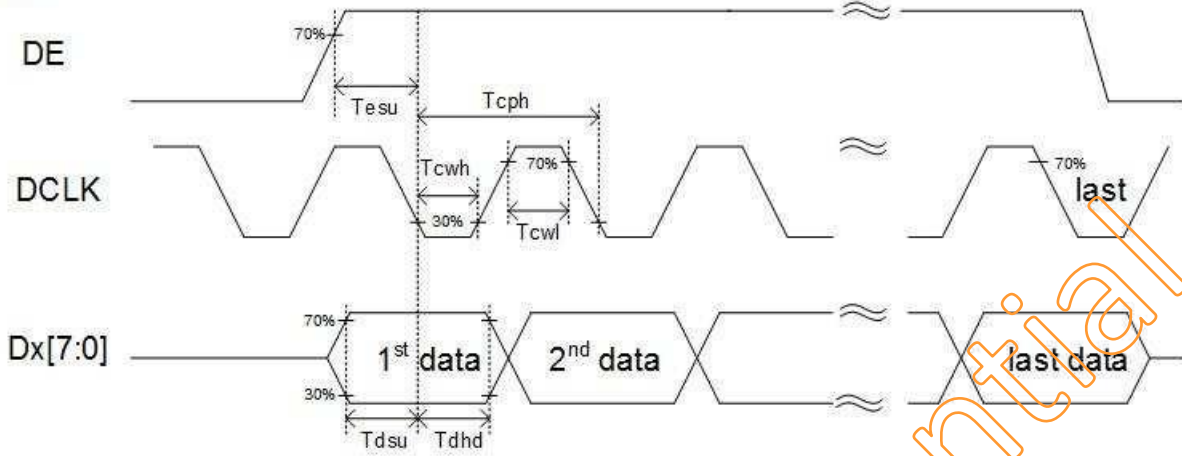 DE
70%
Tesu
Tcph
DCLK
Tcwh
70%
30%
Tcwl
70%
last
Dx[7:0]
70%
30%
1st data
2nd data
last data
Tdsu
Tdhd
ntial